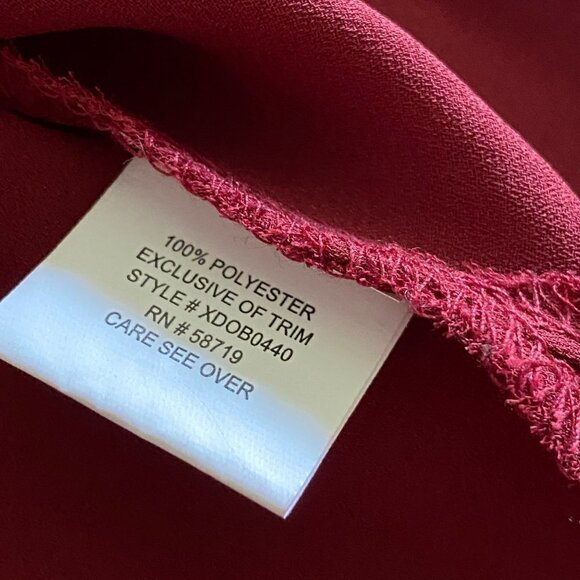 100% POLYESTER
EXCLUSIVE OF TRIM
STYLE # XDOB0440
RN # 58719
CARE SEE OVER